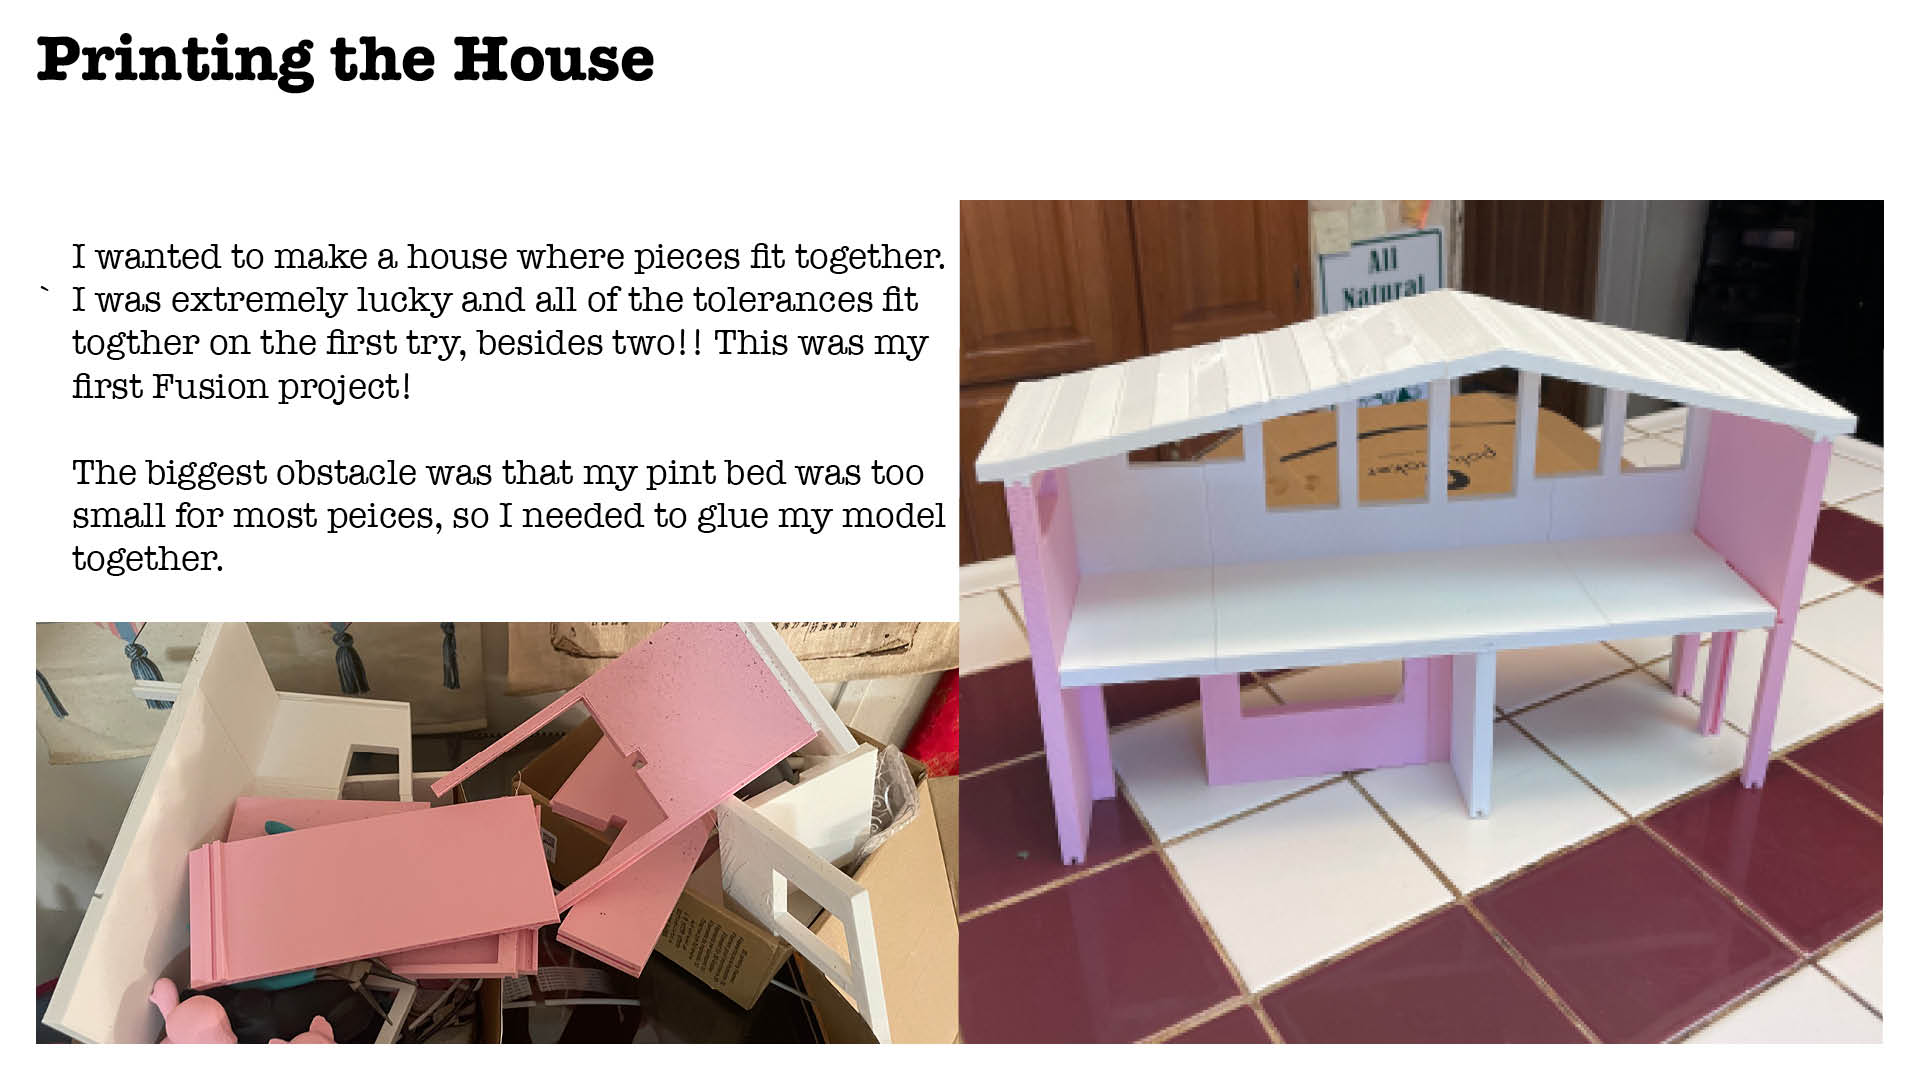 Printing the House
I wanted to make a house where pieces fit together.
` I was extremely lucky and all of the tolerances fit
togther on the first try, besides two!! This was my
first Fusion project!
The biggest obstacle was that my pint bed was too
small for most peices, so I needed to glue my model
together.
All
Natural